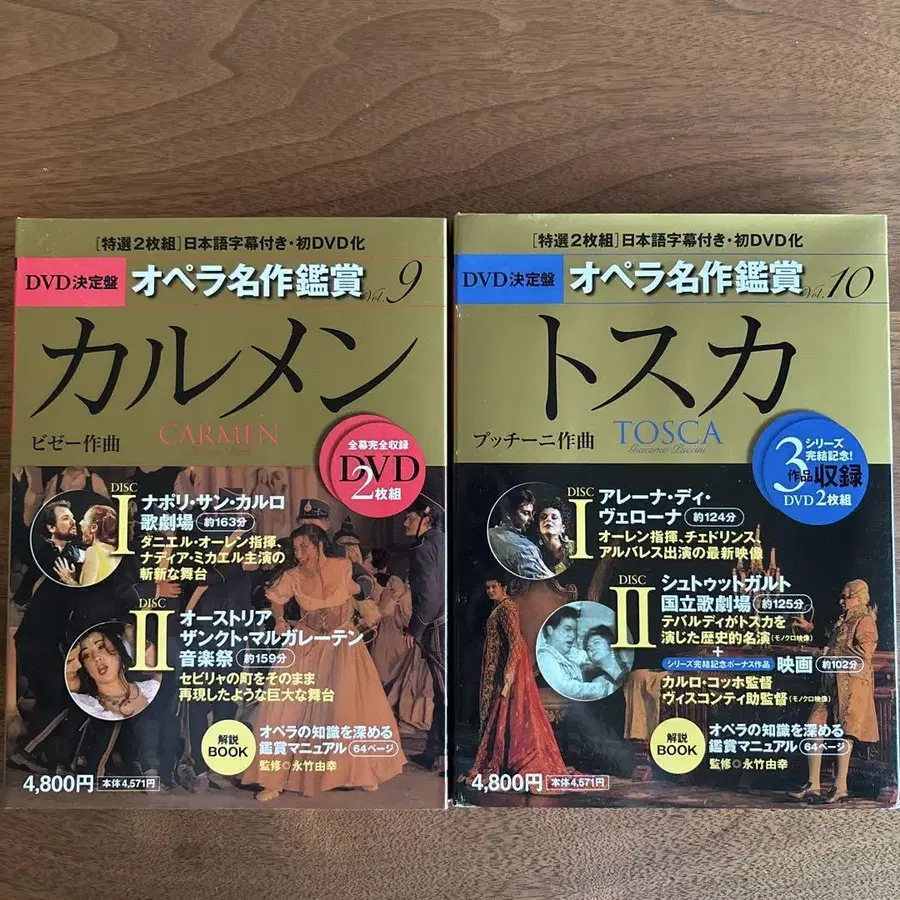 [特選2枚組]日本語字幕付き・初DVD化
DVD決定盤
オペラ名作鑑賞 Vol.9
カルメン
ビゼー作曲
CARMEN
全幕完全収録
DVD
2枚組
DISC I
ナポリ・サン・カルロ
歌劇場 約163分
ダニエル・オーレン指揮、
ナディア・ミカエル主演の
斬新な舞台
DISC II
オーストリア
ザンクト・マルガレーテン
音楽祭 約159分
セビリャの町をそのまま
再現したような巨大な舞台
解説
BOOK
オペラの知識を深める
鑑賞マニュアル 64ページ
監修◎永竹由幸
4,800円 本体4,571円
[特選2枚組]日本語字幕付き・初DVD化
DVD決定盤
オペラ名作鑑賞 Vol.10
トスカ
プッチーニ作曲
TOSCA
Giacomo Puccini
シリーズ
完結記念!
3作品収録
DVD2枚組
DISC I
アレーナ・ディ・
ヴェローナ 約124分
オーレン指揮、チェドリンス、
アルバレス出演の最新映像
DISC II
シュトゥットガルト
国立歌劇場 約125分
テバルディがトスカを
演じた歴史的名演(モノクロ映像)
+
シリーズ完結記念ボーナス作品 映画 約102分
カルロ・コッホ監督
ヴィスコンティ助監督(モノクロ映像)
解説
BOOK
オペラの知識を深める
鑑賞マニュアル 64ページ
監修◎永竹由幸
4,800円 本体4,571円